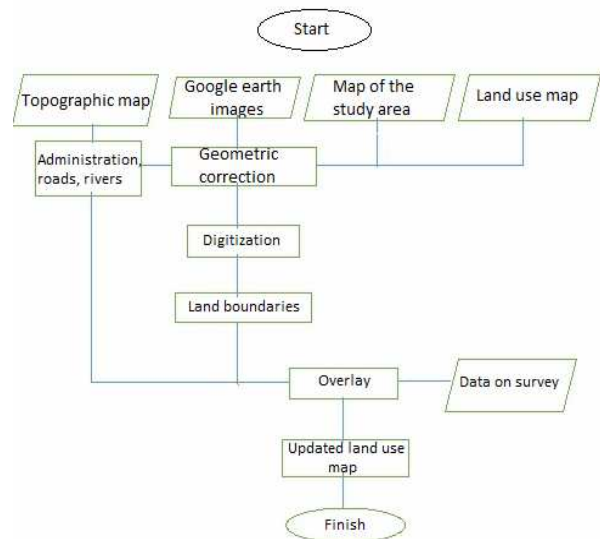 Start
Topographic map
Google earth
images
Map of the
study area
Land use map
Administration,
roads, rivers
Geometric
correction
Digitization
Land boundaries
Overlay
Data on survey
Updated land use
map
Finish